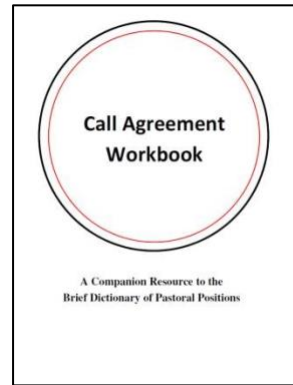 Call Agreement
Workbook
A Companion Resource to the
Brief Dictionary of Pastoral Positions